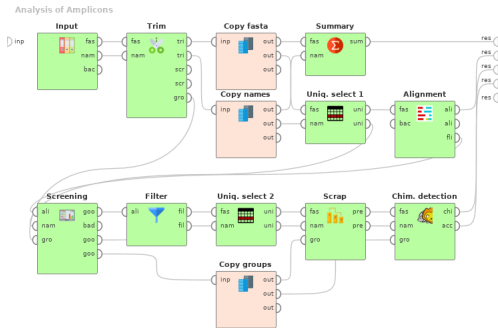 Analysis of Amplicons
Input Trim Copy fasta Summary
inp fas fas tri inp out fas sum res
nam nam tri out nam res
bac scr out res
scr res
gro res
Copy names Uniq. select 1 Alignment
inp out fas uni fas ali
out nam uni bac ali
out fli
Screening Filter Uniq. select 2 Scrap Chim. detection
ali goo ali fil fas uni fas pre fas chi
nam bad fil nam uni nam pre nam acc
gro goo gro gro
goo
Copy groups
inp out
out
out